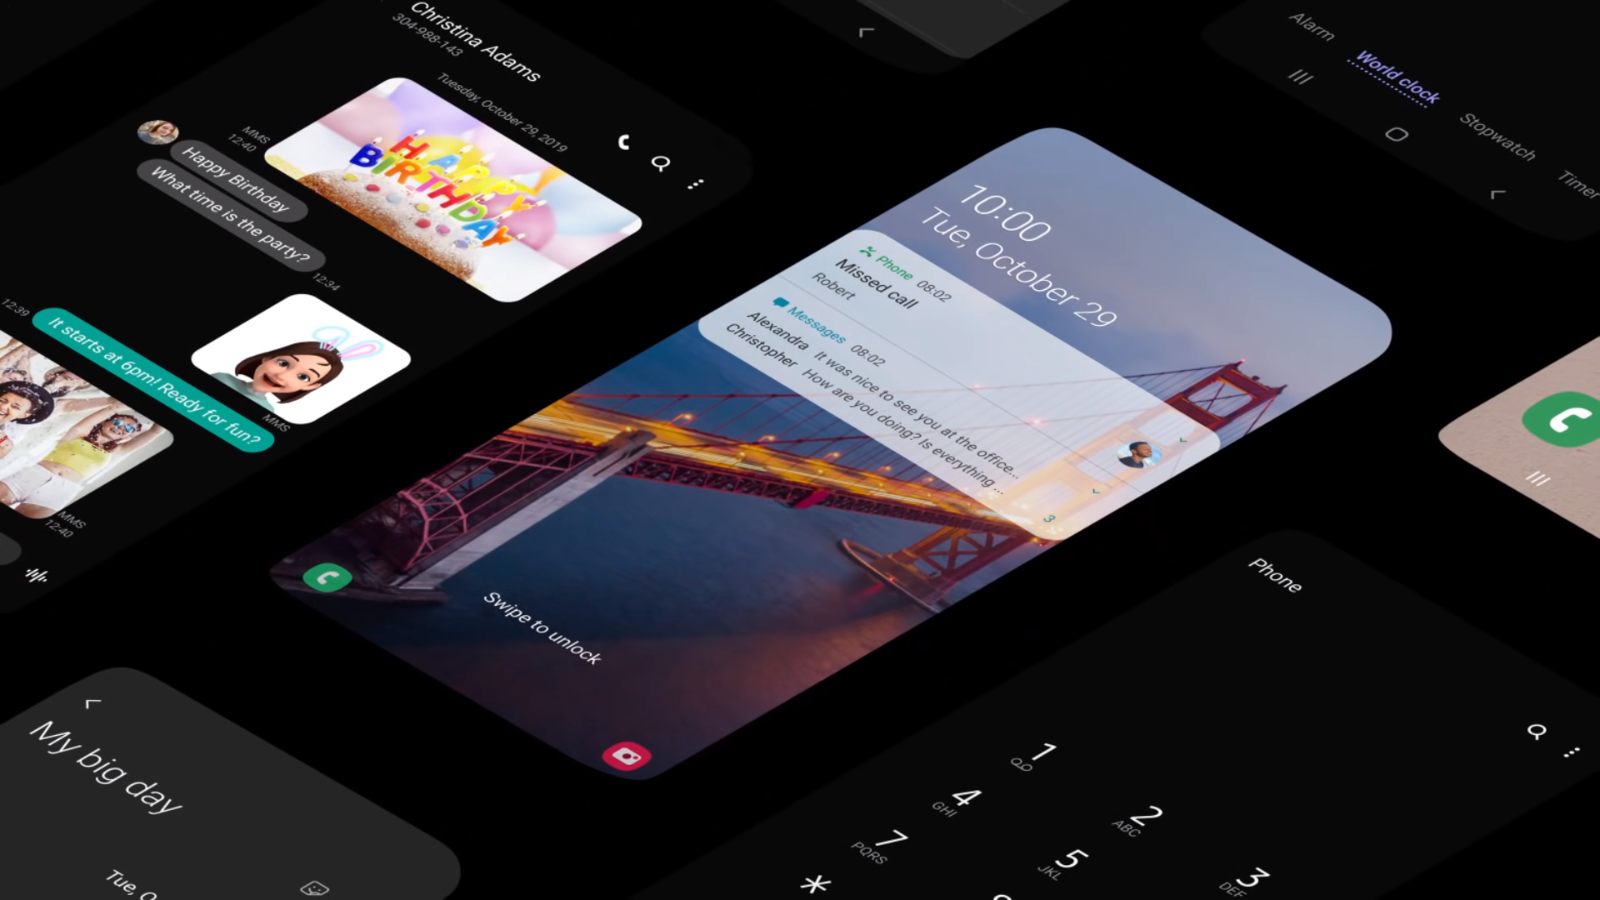 Christina Adams
304-988-143
Tuesday, October 29, 2019
HAPPY
BIRTHDAY
MMS
12:40
Happy Birthday
What time is the party?
12:34
MMS
12:39
It starts at 6pm! Ready for fun?
MMS
12:40
My big day
10:00
Tue, October 29
Phone 08:02
Missed call
Robert
Messages 08:02
Alexandra It was nice to see you at the office...
Christopher How are you doing? Is everything ...
3
Swipe to unlock
Alarm
World clock
Stopwatch
Timer
Phone
1
2
ABC
3
DEF
4
GHI
5
JKL
7
PQRS
*